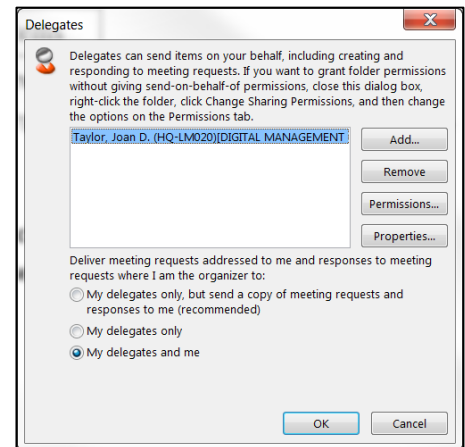 Delegates
Delegates can send items on your behalf, including creating and
responding to meeting requests. If you want to grant folder permissions
without giving send-on-behalf-of permissions, close this dialog box,
right-click the folder, click Change Sharing Permissions, and then change
the options on the Permissions tab.
Taylor, Joan D. (HQ-LM020)[DIGITAL MANAGEMENT
Add...
Remove
Permissions...
Properties...
Deliver meeting requests addressed to me and responses to meeting
requests where I am the organizer to:
My delegates only, but send a copy of meeting requests and
responses to me (recommended)
My delegates only
My delegates and me
OK
Cancel